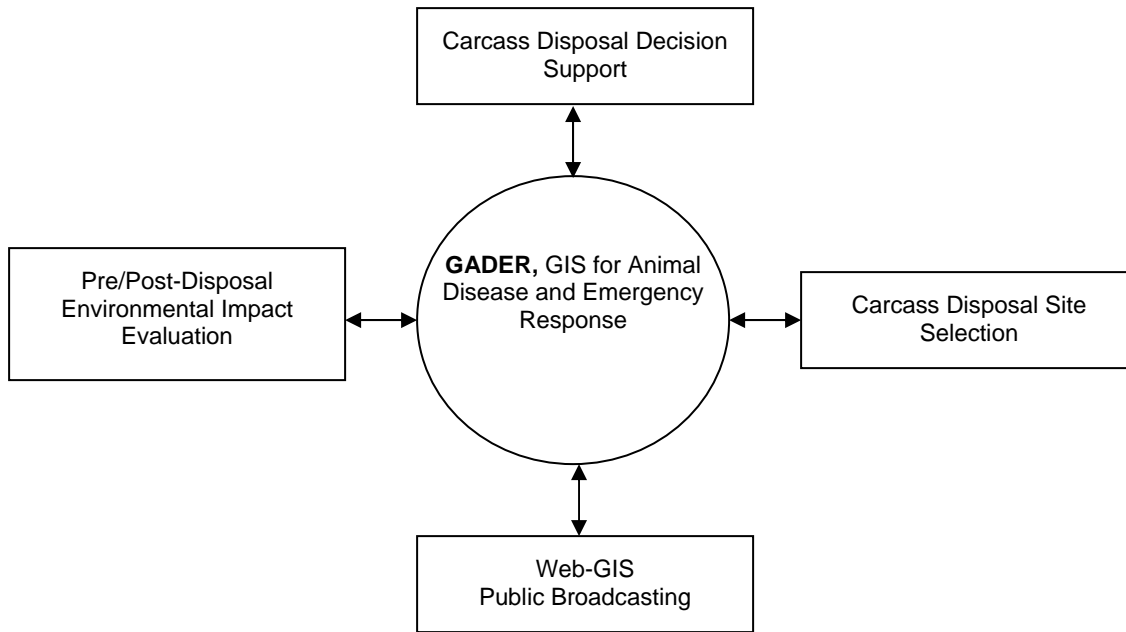 Carcass Disposal Decision
Support
GADER, GIS for Animal
Disease and Emergency
Response
Pre/Post-Disposal
Environmental Impact
Evaluation
Carcass Disposal Site
Selection
Web-GIS
Public Broadcasting